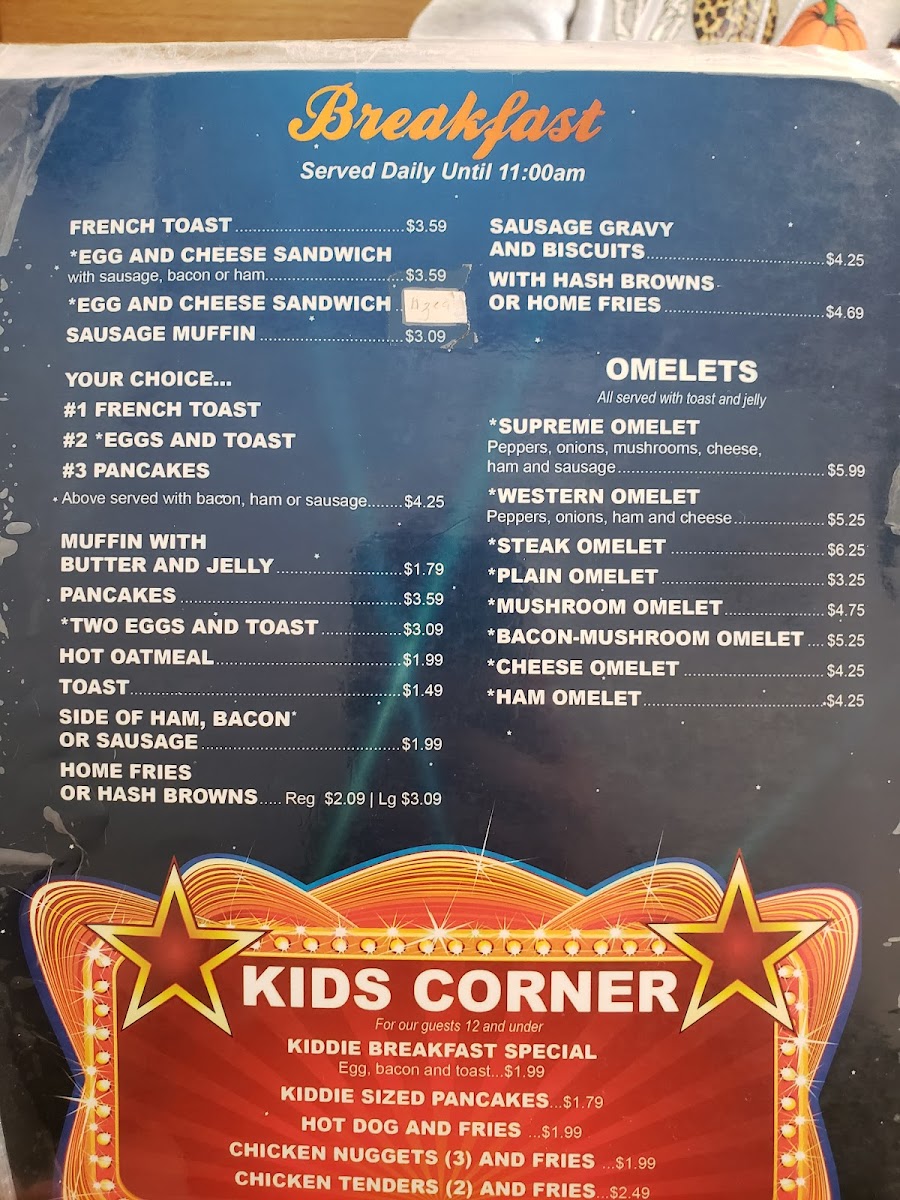 Breakfast
Served Daily Until 11:00am
FRENCH TOAST.................................$3.59
*EGG AND CHEESE SANDWICH
with sausage, bacon or ham..........................$3.59
*EGG AND CHEESE SANDWICH
SAUSAGE MUFFIN ............................$3.09
YOUR CHOICE...
#1 FRENCH TOAST
#2 *EGGS AND TOAST
#3 PANCAKES
Above served with bacon, ham or sausage........$4.25
MUFFIN WITH
BUTTER AND JELLY.........................$1.79
PANCAKES............................................$3.59
*TWO EGGS AND TOAST................$3.09
HOT OATMEAL.....................................$1.99
TOAST......................................................$1.49
SIDE OF HAM, BACON*
OR SAUSAGE........................................$1.99
HOME FRIES
OR HASH BROWNS..... Reg $2.09 | Lg $3.09
SAUSAGE GRAVY
AND BISCUITS...................................$4.25
WITH HASH BROWNS
OR HOME FRIES................................$4.69
OMELETS
All served with toast and jelly
*SUPREME OMELET
Peppers, onions, mushrooms, cheese,
ham and sausage..........................................$5.99
*WESTERN OMELET
Peppers, onions, ham and cheese..................$5.25
*STEAK OMELET ...............................$6.25
*PLAIN OMELET .................................$3.25
*MUSHROOM OMELET....................$4.75
*BACON-MUSHROOM OMELET ....$5.25
*CHEESE OMELET ............................$4.25
*HAM OMELET....................................$4.25
KIDS CORNER
For our guests 12 and under
KIDDIE BREAKFAST SPECIAL
Egg, bacon and toast...$1.99
KIDDIE SIZED PANCAKES...$1.79
HOT DOG AND FRIES ...$1.99
CHICKEN NUGGETS (3) AND FRIES ...$1.99
CHICKEN TENDERS (2) AND FRIES...$2.49